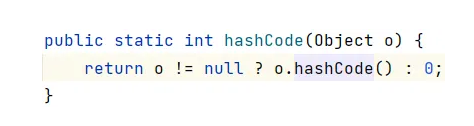 public static int hashCode(Object o) {
    return o != null ? o.hashCode() : 0;
}